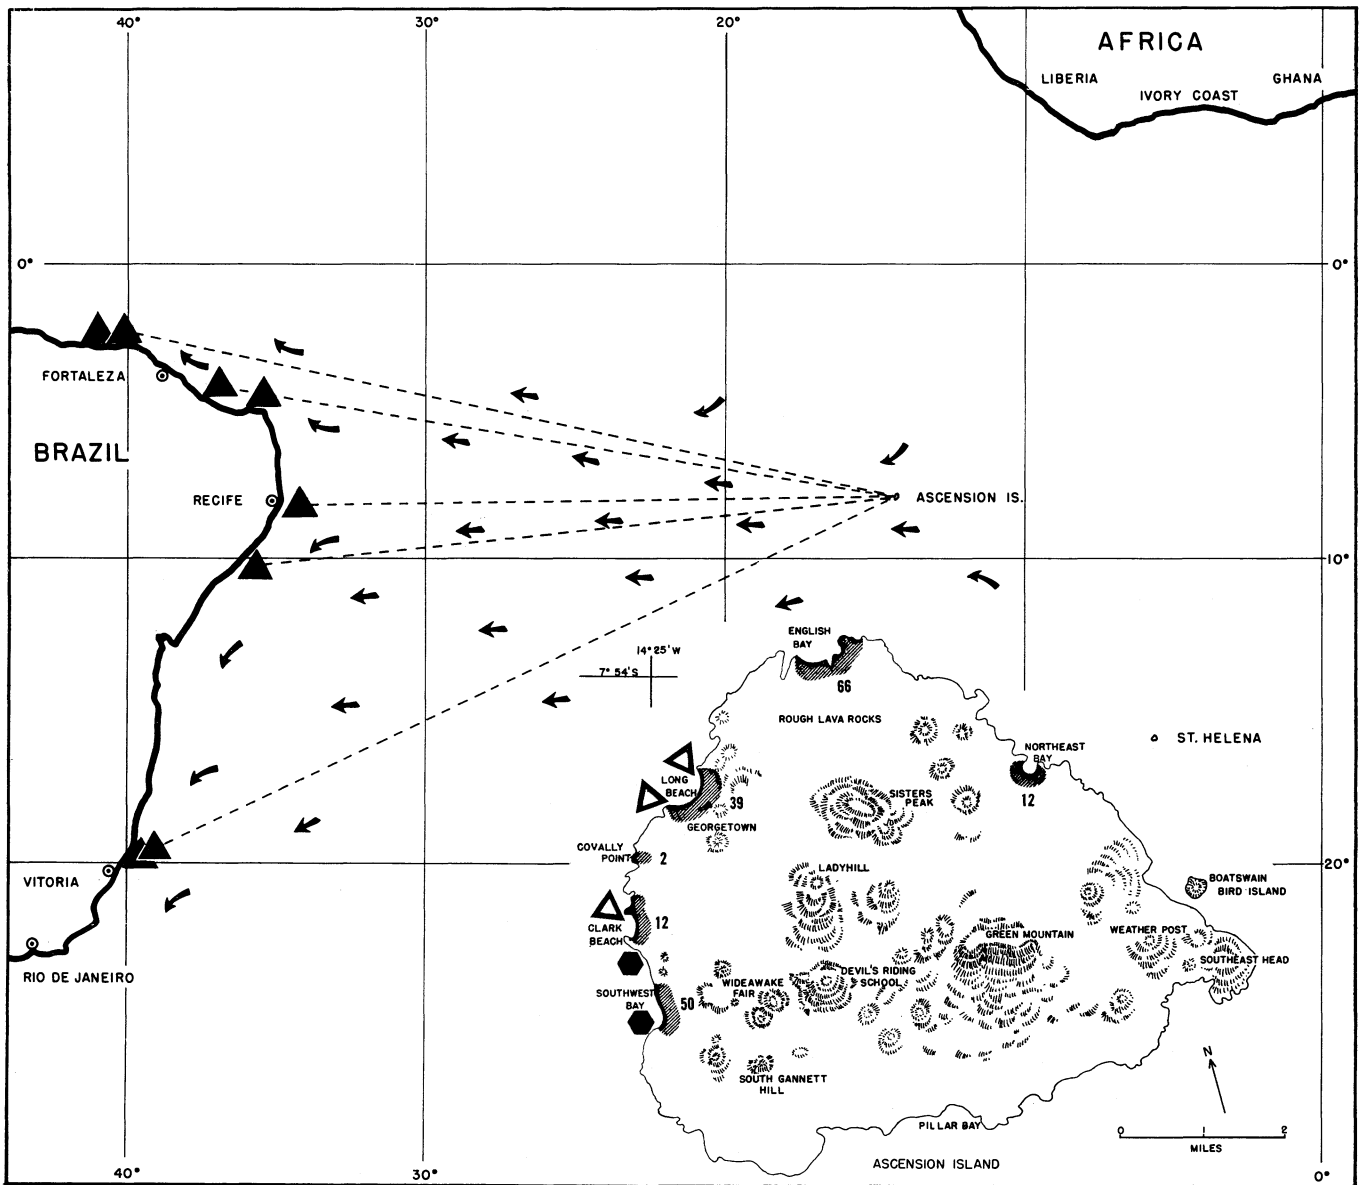 40°
30°
20°
AFRICA
LIBERIA
IVORY COAST
GHANA
0°
0°
FORTALEZA
BRAZIL
RECIFE
ASCENSION IS.
10°
ENGLISH
BAY
14° 25' W
7° 54' S
66
ROUGH LAVA ROCKS
ST. HELENA
NORTHEAST
BAY
LONG
BEACH
39
SISTERS
PEAK
12
GEORGETOWN
COVALLY
POINT
2
20°
VITORIA
LADYHILL
BOATSWAIN
BIRD ISLAND
12
CLARK
BEACH
GREEN MOUNTAIN
WEATHER POST
SOUTHEAST HEAD
RIO DE JANEIRO
DEVIL'S RIDING
SCHOOL
WIDEAWAKE
FAIR
SOUTHWEST
BAY
50
N
SOUTH GANNETT
HILL
PILLAR BAY
0
1
2
MILES
ASCENSION ISLAND
40°
30°
0°